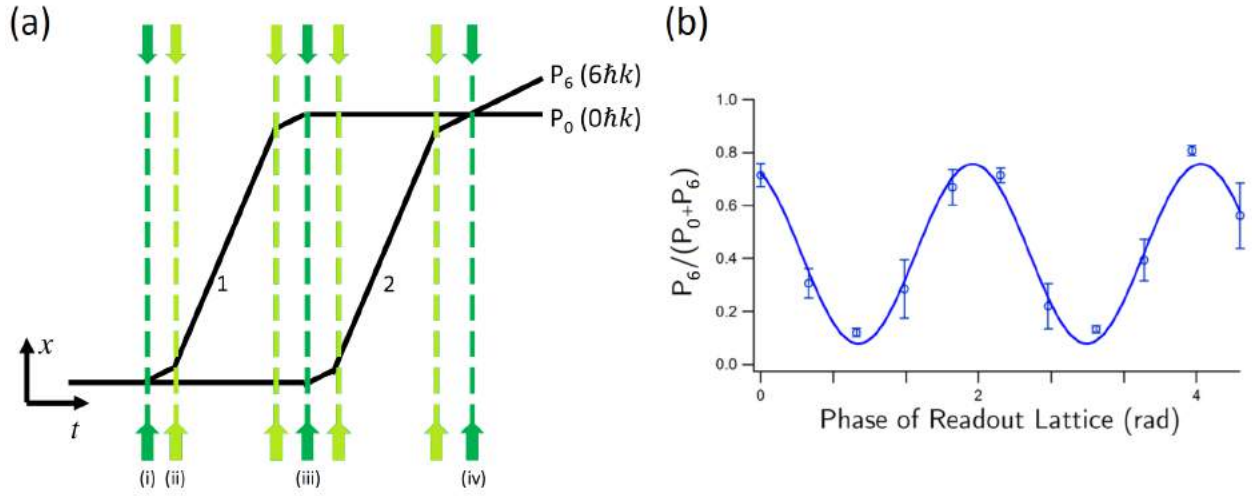 (a)
P₆ (6ħk)
P₀ (0ħk)
1
2
x
t
(i) (ii) (iii) (iv)
(b)
P₆/(P₀+P₆)
1.0
0.8
0.6
0.4
0.2
0.0
0 2 4
Phase of Readout Lattice (rad)